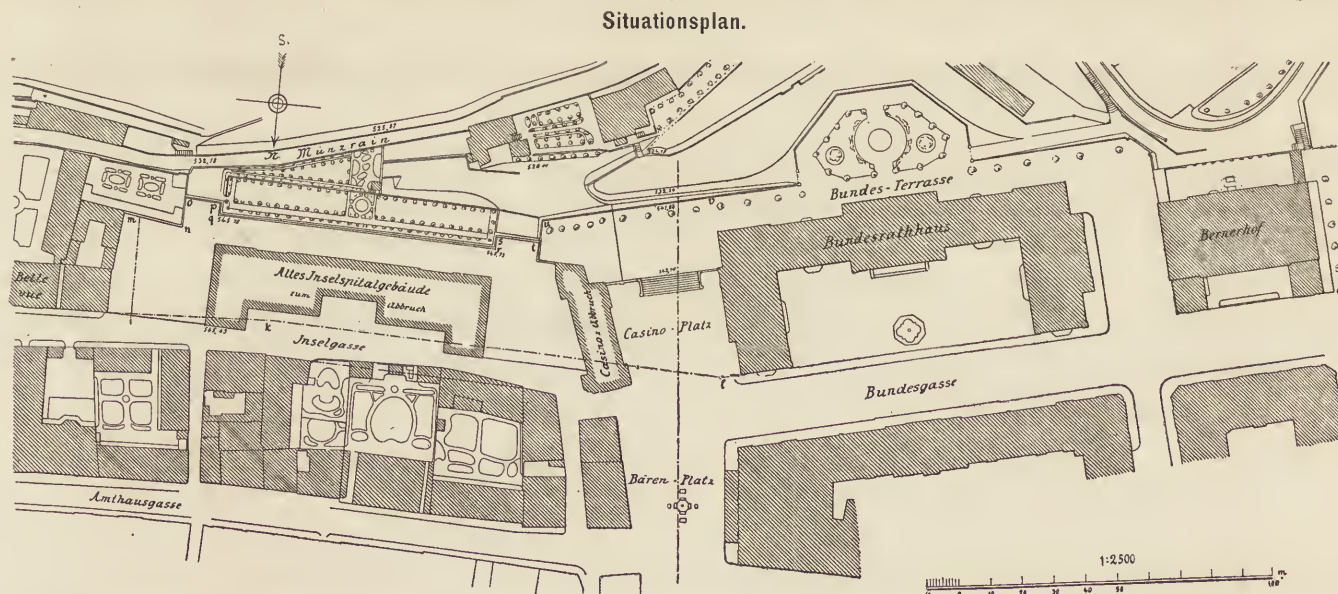 Situationsplan.
S.
N.
Münzrain
Bundes-Terrasse
Bundesrathhaus
Bernerhof
Belle
vue
Altes Inselspitalgebäude
zum Abbruch
Casino z. Abbruch
Casino-Platz
Inselgasse
Bundesgasse
Bären-Platz
Amthausgasse
m
n
o
p
q
r
s
t
u
v
k
l
1:2500
m
100